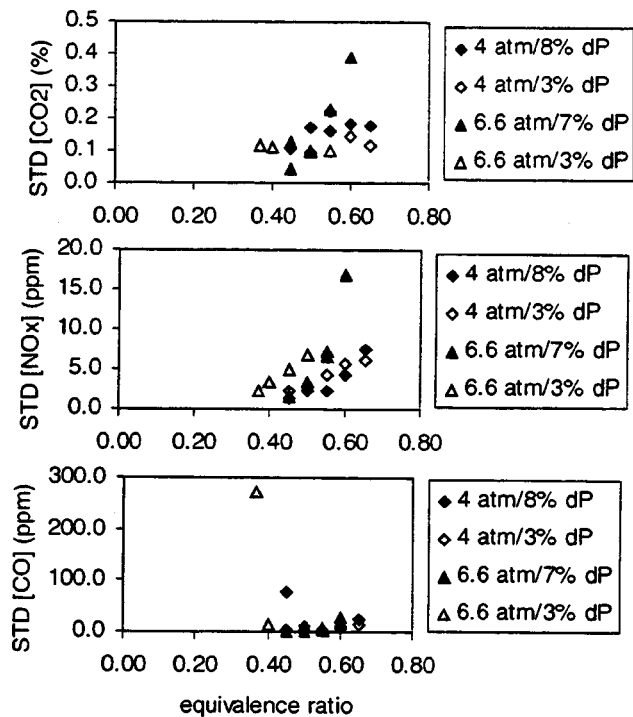 STD [CO2] (%)
0.5
0.4
0.3
0.2
0.1
0.0
0.00 0.20 0.40 0.60 0.80
4 atm/8% dP
4 atm/3% dP
6.6 atm/7% dP
6.6 atm/3% dP
STD [NOx] (ppm)
20.0
15.0
10.0
5.0
0.0
0.00 0.20 0.40 0.60 0.80
4 atm/8% dP
4 atm/3% dP
6.6 atm/7% dP
6.6 atm/3% dP
STD [CO] (ppm)
300.0
200.0
100.0
0.0
0.00 0.20 0.40 0.60 0.80
equivalence ratio
4 atm/8% dP
4 atm/3% dP
6.6 atm/7% dP
6.6 atm/3% dP